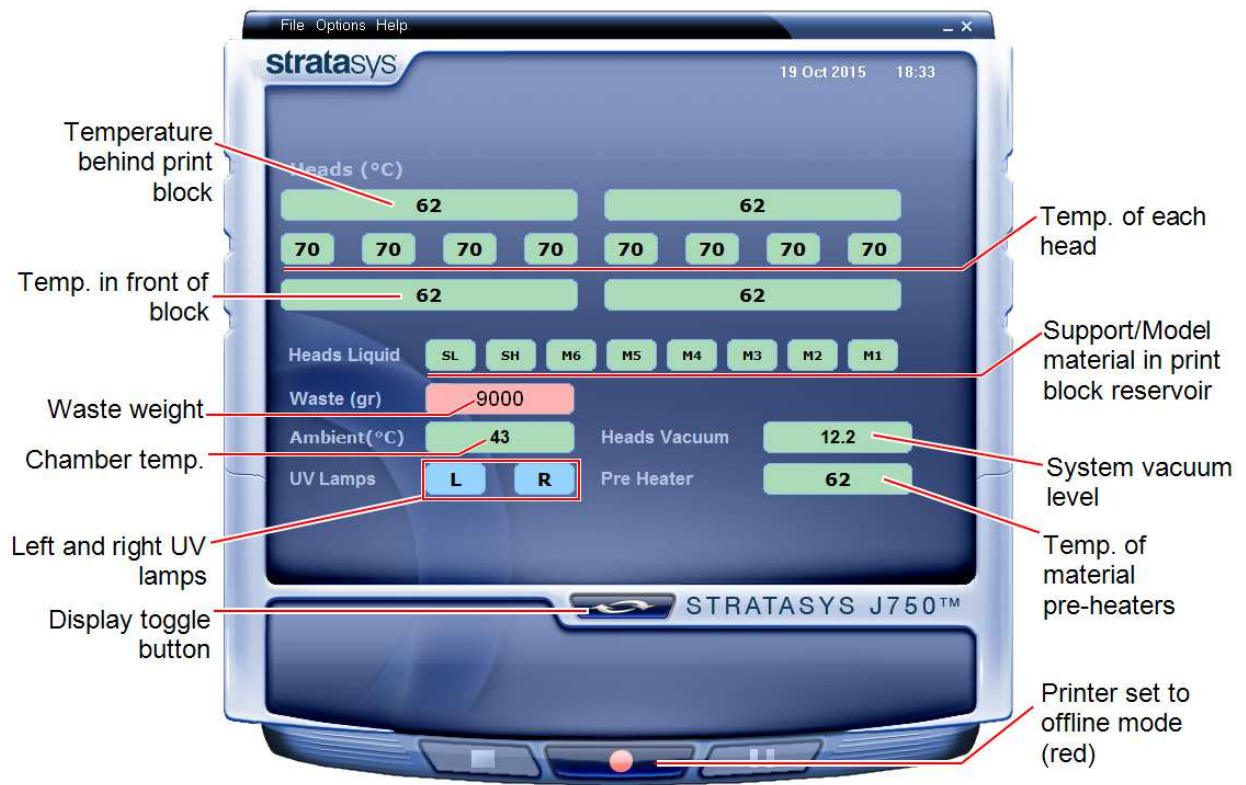 File Options Help
stratasys
19 Oct 2015 18:33
Temperature
behind print
block
Heads (°C)
62 62
70 70 70 70 70 70 70 70
Temp. of each
head
Temp. in front of
block
62 62
Heads Liquid SL SH M6 M5 M4 M3 M2 M1
Support/Model
material in print
block reservoir
Waste weight
Waste (gr) 9000
Chamber temp.
Ambient(°C) 43 Heads Vacuum 12.2
System vacuum
level
UV Lamps L R Pre Heater 62
Left and right UV
lamps
Temp. of
material
pre-heaters
Display toggle
button
STRATASYS J750™
Printer set to
offline mode
(red)